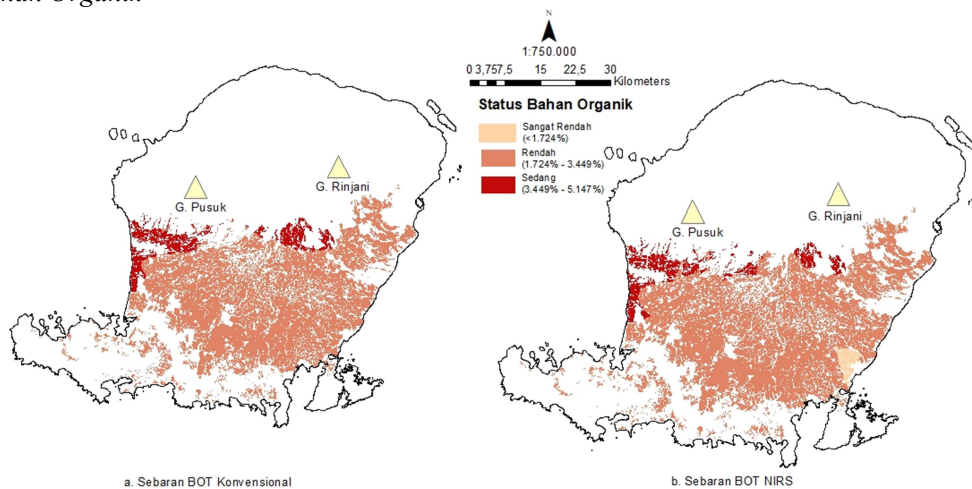 N
1:750.000
0 3,757,5 15 22,5 30
Kilometers
Status Bahan Organik
Sangat Rendah
(<1.724%)
Rendah
(1.724% - 3.449%)
Sedang
(3.449% - 5.147%)
G. Rinjani
G. Pusuk
G. Rinjani
G. Pusuk
a. Sebaran BOT Konvensional
b. Sebaran BOT NIRS